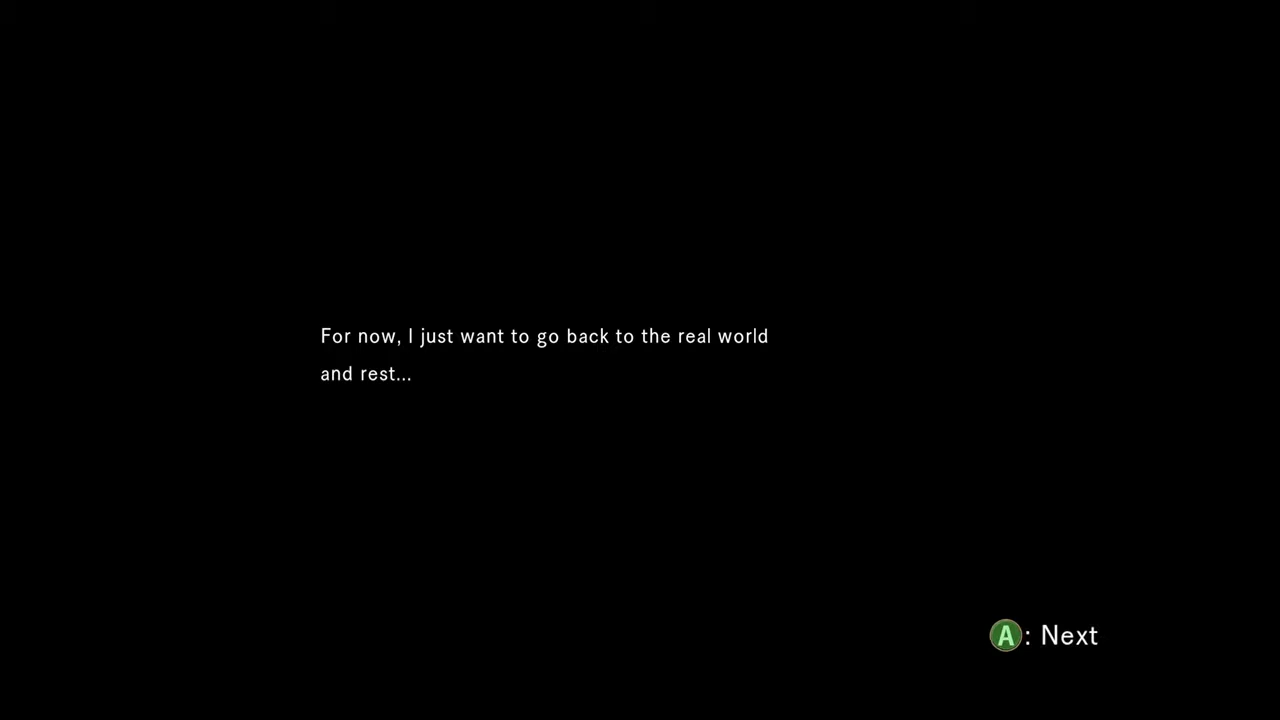 For now, I just want to go back to the real world
and rest...
A: Next